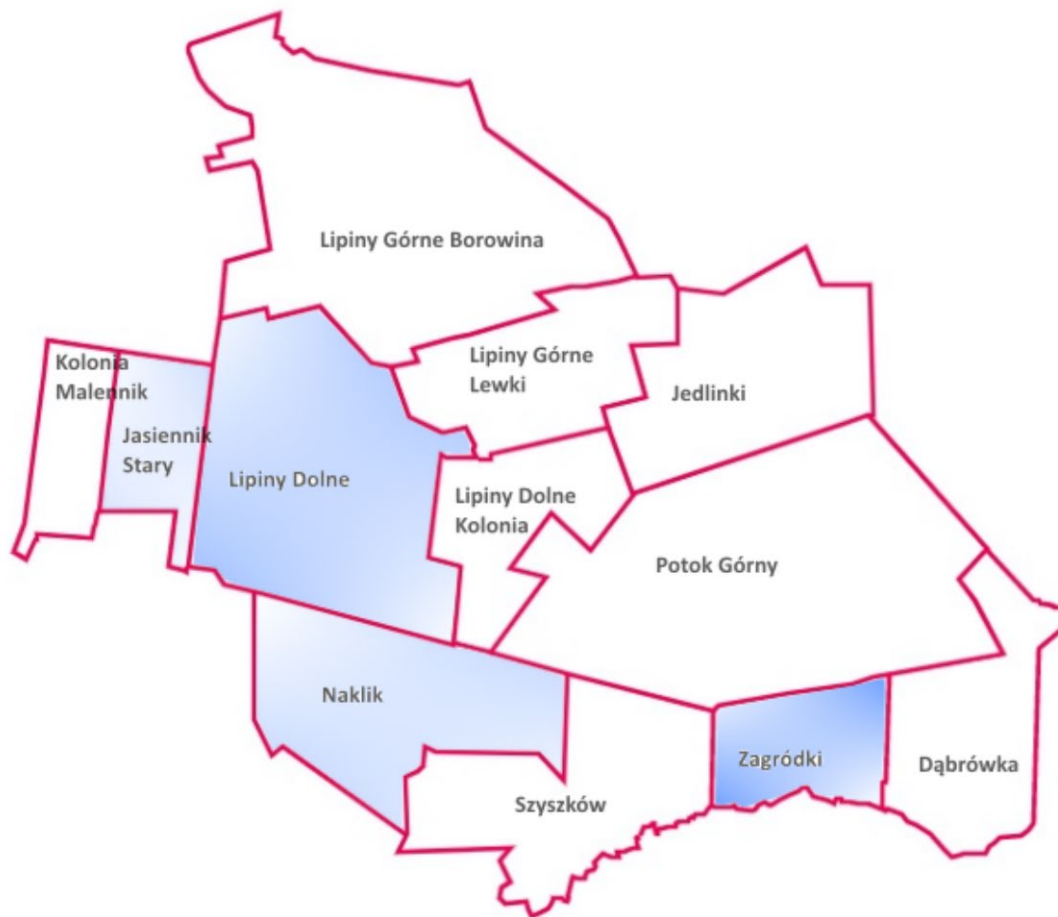 Lipiny Górne Borowina
Lipiny Górne
Lewki
Kolonia
Malennik
Jedlinki
Jasiennik
Stary
Lipiny Dolne
Lipiny Dolne
Kolonia
Potok Górny
Naklik
Zagródki
Dąbrówka
Szyszków